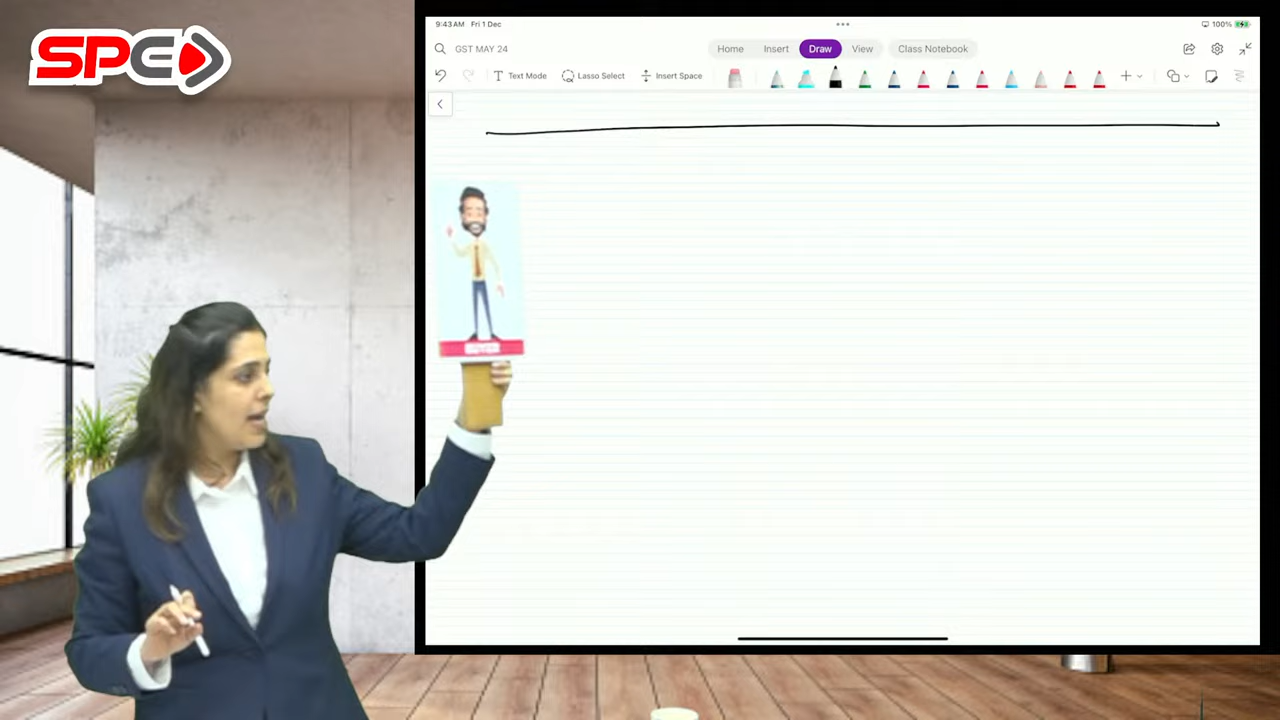 SPED
9:43 AM Fri 1 Dec
100%
GST MAY 24
Home Insert Draw View Class Notebook
Text Mode Lasso Select Insert Space